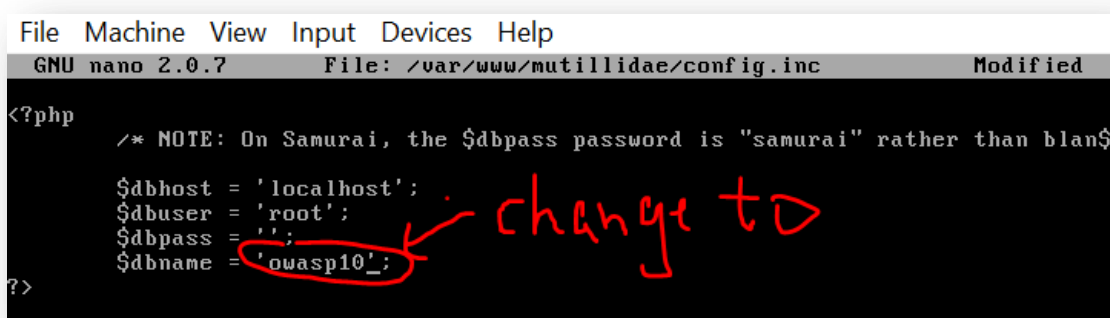 File Machine View Input Devices Help
GNU nano 2.0.7 File: /var/www/mutillidae/config.inc Modified
<?php
/* NOTE: On Samurai, the $dbpass password is "samurai" rather than blan$
$dbhost = 'localhost';
$dbuser = 'root';
$dbpass = '';
$dbname = 'owasp10'_;
?>
change to